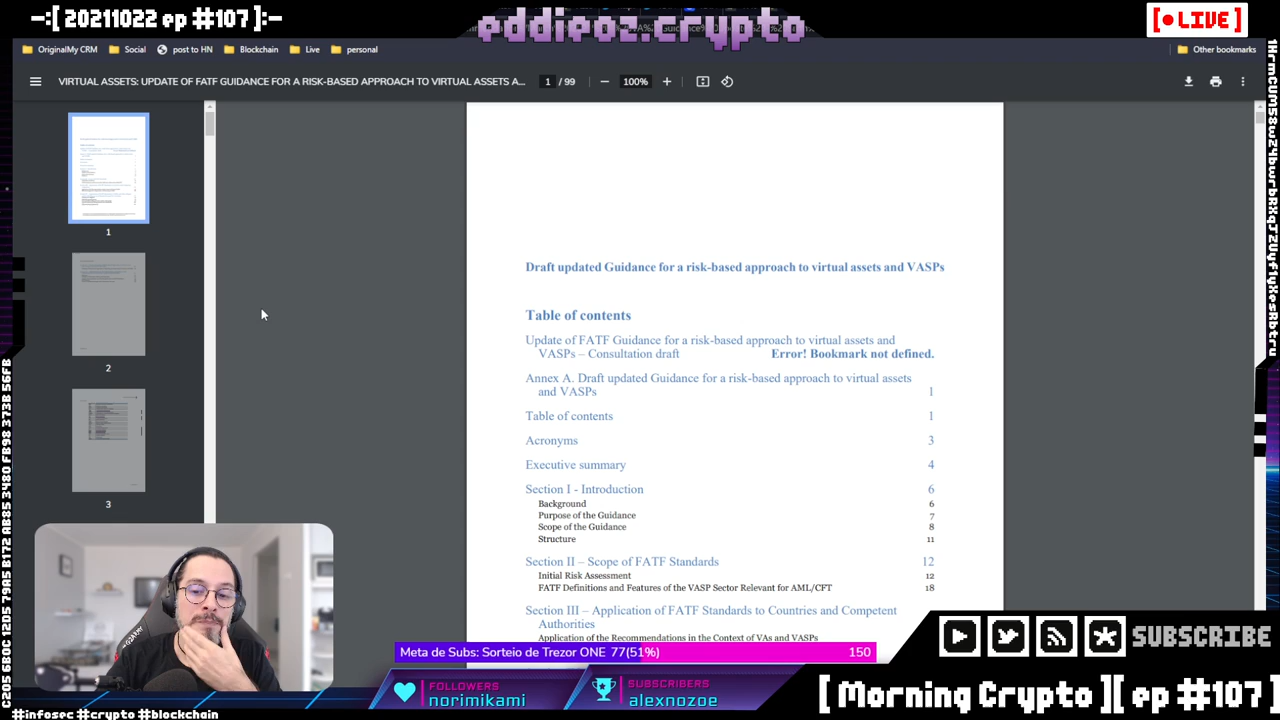 -:[ 20211022 ep #107 ]:-
eddieoz.crypto
[ • LIVE ]
OriginalMy CRM
Social
post to HN
Blockchain
Live
personal
Other bookmarks
VIRTUAL ASSETS: UPDATE OF FATF GUIDANCE FOR A RISK-BASED APPROACH TO VIRTUAL ASSETS A...
1 / 99
100%
1
2
3
Draft updated Guidance for a risk-based approach to virtual assets and VASPs
Table of contents
Update of FATF Guidance for a risk-based approach to virtual assets and
VASPs – Consultation draft Error! Bookmark not defined.
Annex A. Draft updated Guidance for a risk-based approach to virtual assets
and VASPs 1
Table of contents 1
Acronyms 3
Executive summary 4
Section I - Introduction 6
Background 6
Purpose of the Guidance 7
Scope of the Guidance 8
Structure 11
Section II – Scope of FATF Standards 12
Initial Risk Assessment 12
FATF Definitions and Features of the VASP Sector Relevant for AML/CFT 18
Section III – Application of FATF Standards to Countries and Competent
Authorities
Application of the Recommendations in the Context of VAs and VASPs
Meta de Subs: Sorteio de Trezor ONE 77(51%) 150
FOLLOWERS
norimikami
SUBSCRIBERS
alexnozoe
SUBSCRIBE
[ Morning Crypto ][ ep #107 ]
#infosec #crypto #blockchain